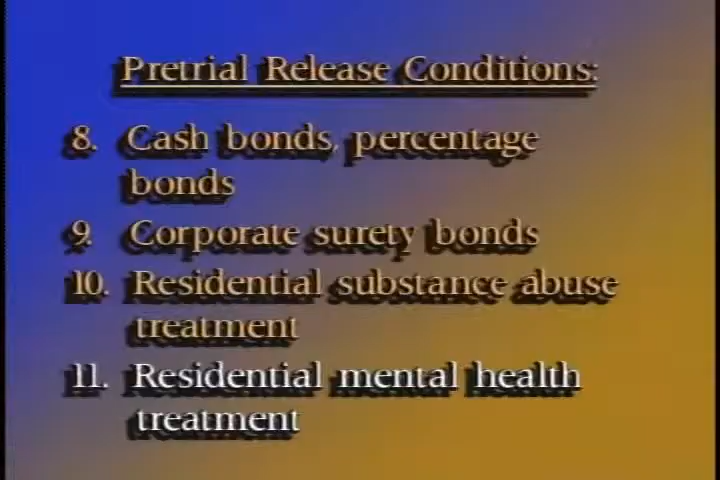 Pretrial Release Conditions:
8. Cash bonds, percentage
bonds
9. Corporate surety bonds
10. Residential substance abuse
treatment
11. Residential mental health
treatment